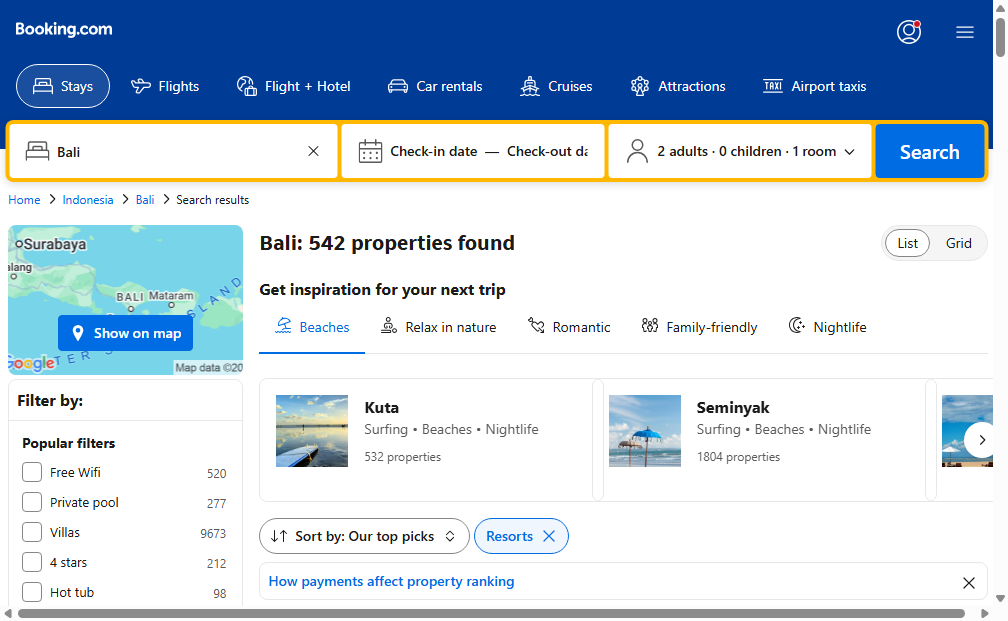 Booking.com
Stays
Flights
Flight + Hotel
Car rentals
Cruises
Attractions
TAXI
Airport taxis
Bali
Check-in date — Check-out da
2 adults · 0 children · 1 room
Search
Home > Indonesia > Bali > Search results
Surabaya
alang
BALI
Mataram
Show on map
Google
Map data ©20
Bali: 542 properties found
List
Grid
Get inspiration for your next trip
Beaches
Relax in nature
Romantic
Family-friendly
Nightlife
Filter by:
Popular filters
Free Wifi 520
Private pool 277
Villas 9673
4 stars 212
Hot tub 98
Kuta
Surfing • Beaches • Nightlife
532 properties
Seminyak
Surfing • Beaches • Nightlife
1804 properties
Sort by: Our top picks
Resorts
How payments affect property ranking